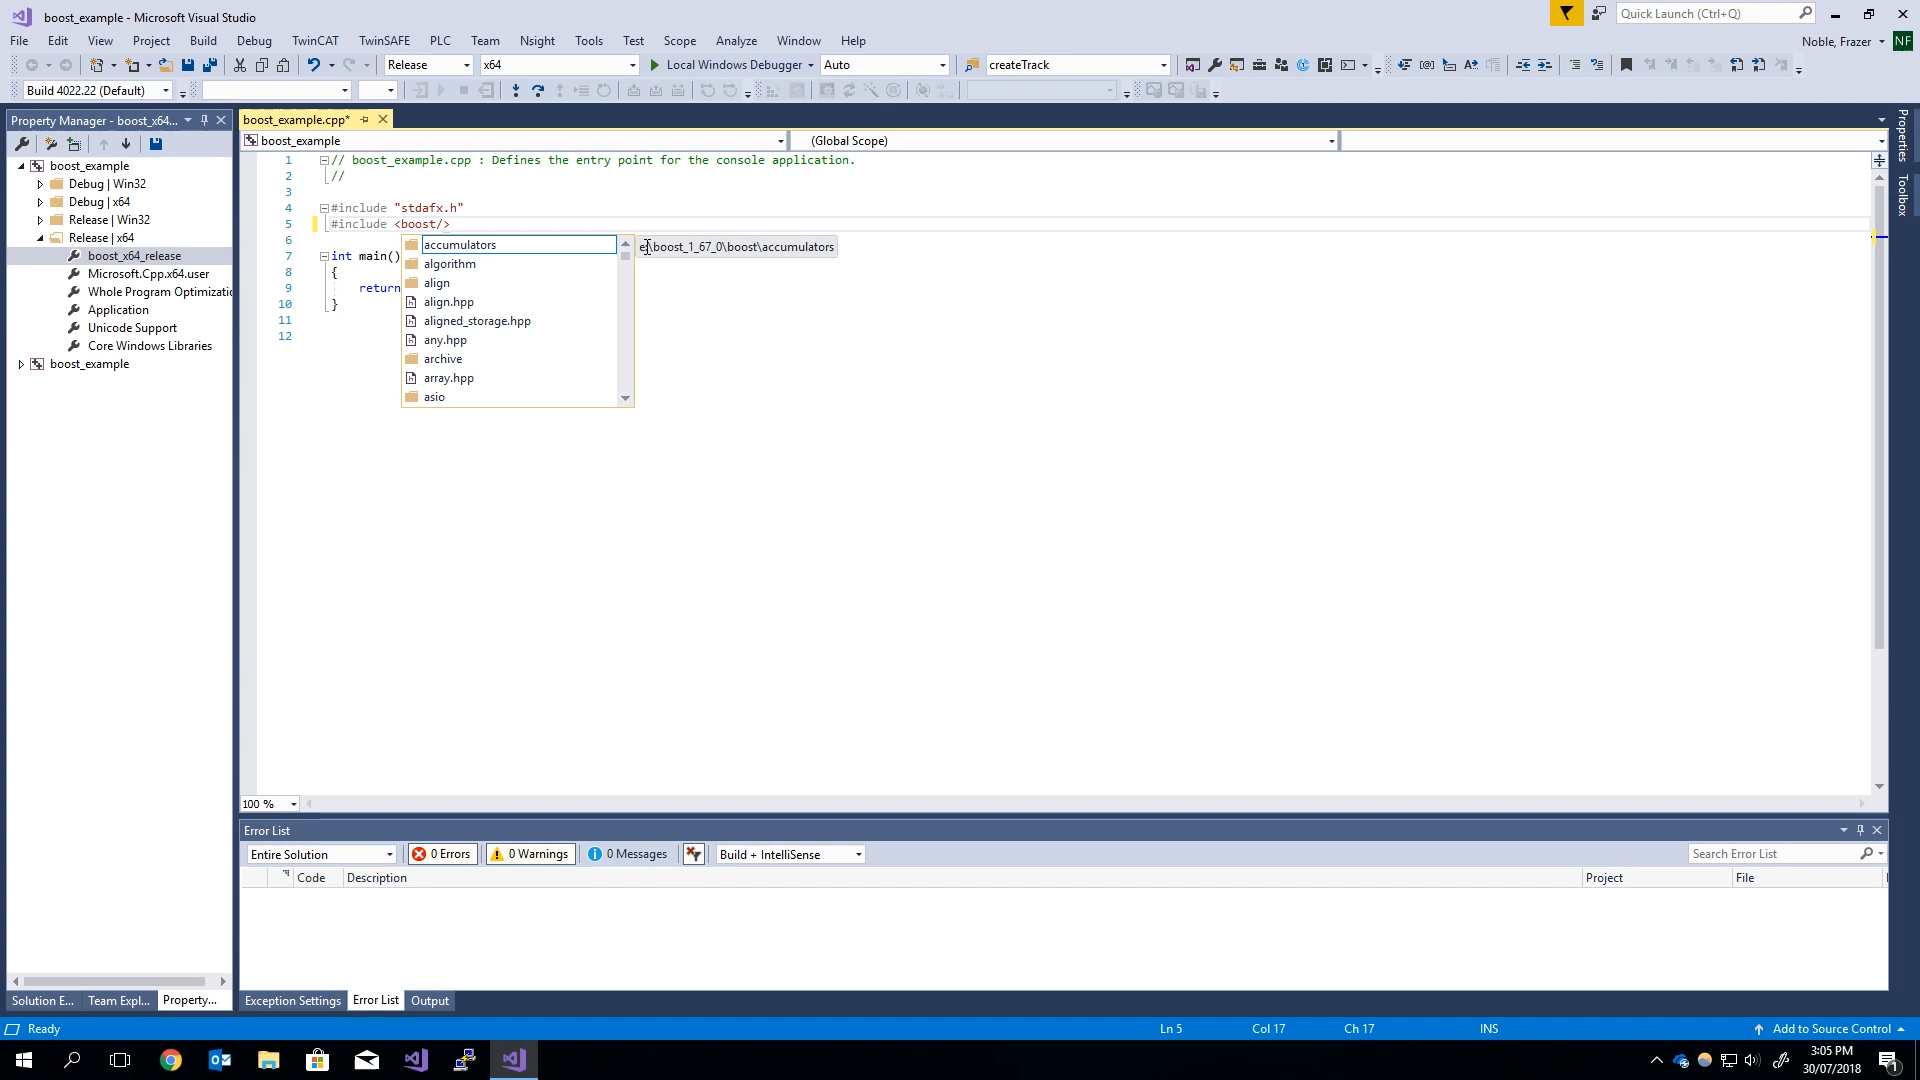 boost_example - Microsoft Visual Studio
Quick Launch (Ctrl+Q)
File Edit View Project Build Debug TwinCAT TwinSAFE PLC Team Nsight Tools Test Scope Analyze Window Help
Noble, Frazer NF
Release x64 Local Windows Debugger Auto createTrack
Build 4022.22 (Default)
Property Manager - boost_x64...
boost_example.cpp*
boost_example (Global Scope)
boost_example
Debug | Win32
Debug | x64
Release | Win32
Release | x64
boost_x64_release
Microsoft.Cpp.x64.user
Whole Program Optimizatio
Application
Unicode Support
Core Windows Libraries
boost_example
1 // boost_example.cpp : Defines the entry point for the console application.
2 //
3
4 #include "stdafx.h"
5 #include <boost/>
6
7 int main()
8 {
9 return
10 }
11
12
accumulators
algorithm
align
align.hpp
aligned_storage.hpp
any.hpp
archive
array.hpp
asio
e:\boost_1_67_0\boost\accumulators
Properties
Toolbox
100 %
Error List
Entire Solution 0 Errors 0 Warnings 0 Messages Build + IntelliSense Search Error List
Code Description Project File
Solution E... Team Expl... Property...
Exception Settings Error List Output
Ready Ln 5 Col 17 Ch 17 INS Add to Source Control
3:05 PM
30/07/2018
1